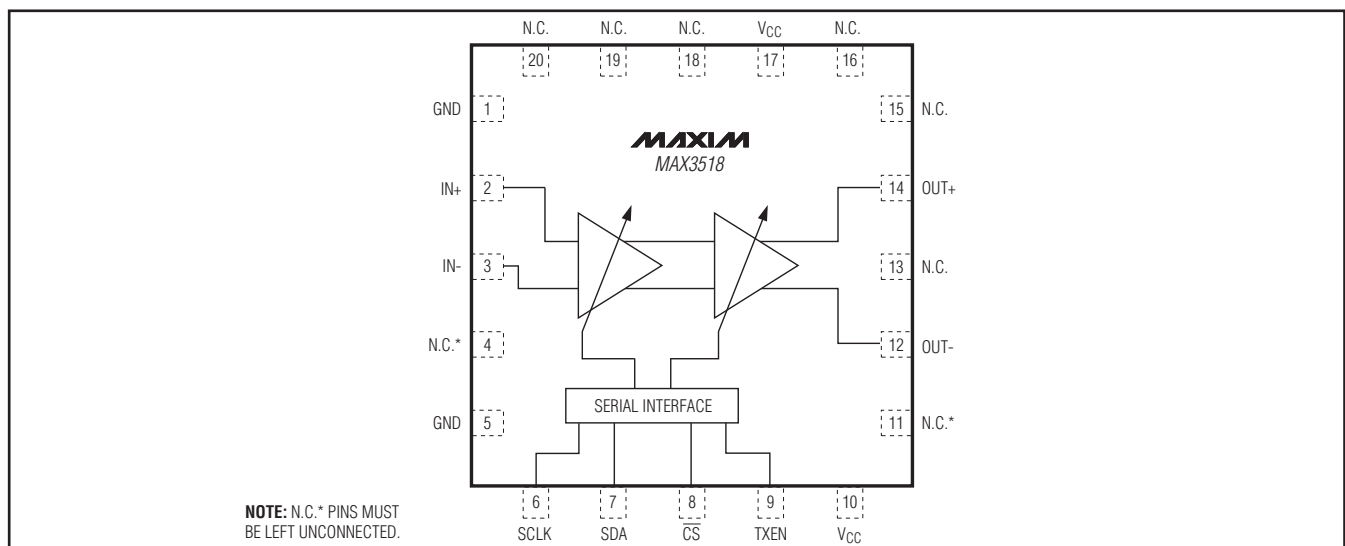 N.C. N.C. N.C. VCC N.C.
20 19 18 17 16
GND 1
15 N.C.
MAXIM
MAX3518
IN+ 2
14 OUT+
IN- 3
13 N.C.
N.C.* 4
12 OUT-
SERIAL INTERFACE
GND 5
11 N.C.*
6 7 8 9 10
SCLK SDA CS TXEN VCC
NOTE: N.C.* PINS MUST
BE LEFT UNCONNECTED.